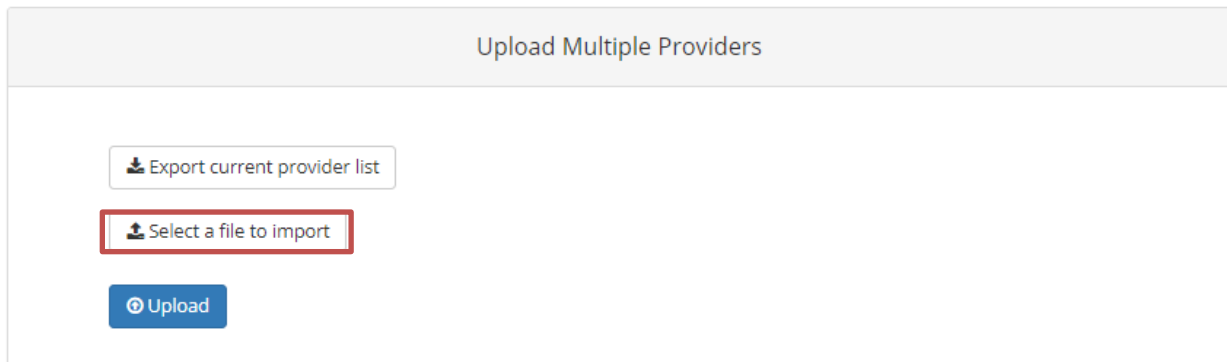 Upload Multiple Providers
Export current provider list
Select a file to import
Upload